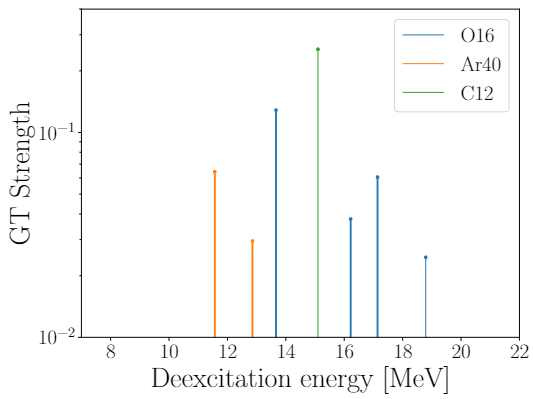 O16
Ar40
C12
GT Strength
10⁻¹
10⁻²
8 10 12 14 16 18 20 22
Deexcitation energy [MeV]